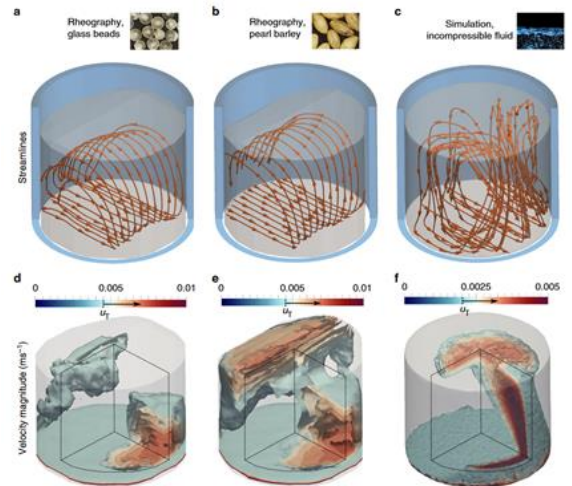 a
Rheography,
glass beads
b
Rheography,
pearl barley
c
Simulation,
incompressible fluid
Streamlines
d
0 0.005 0.01
u_T
e
0 0.005 0.01
u_T
f
0 0.0025 0.005
u_T
Velocity magnitude (ms⁻¹)